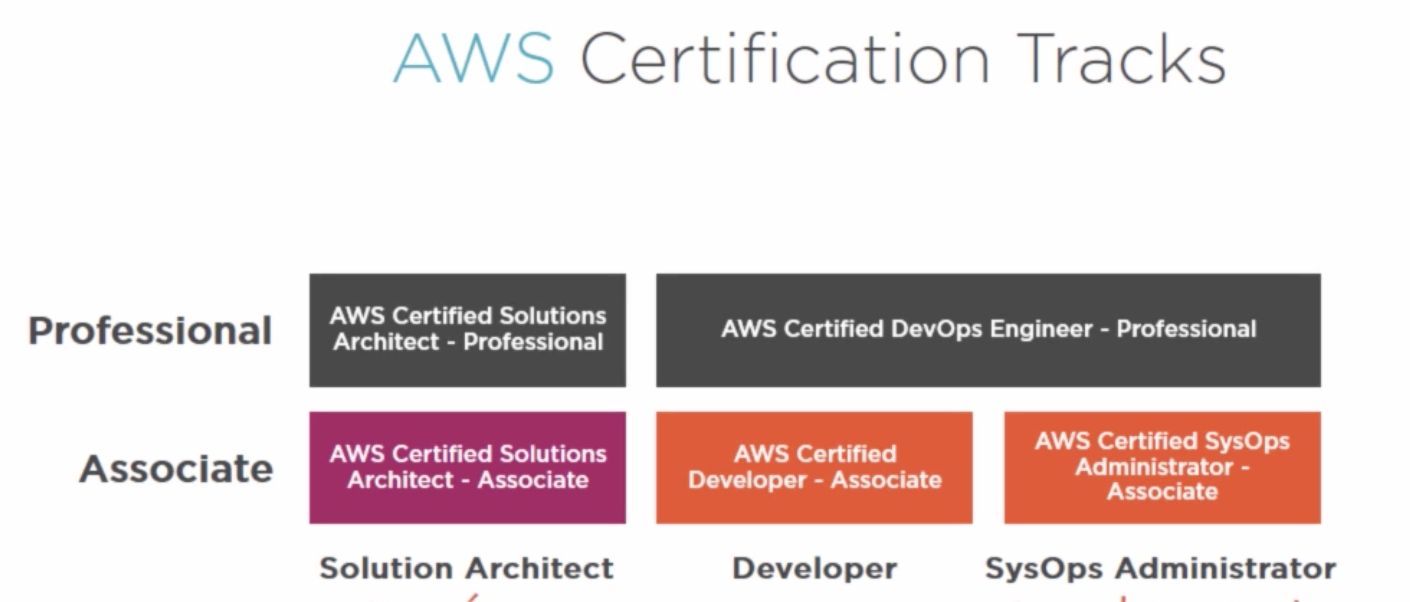 AWS Certification Tracks
Professional
AWS Certified Solutions
Architect - Professional
AWS Certified DevOps Engineer - Professional
Associate
AWS Certified Solutions
Architect - Associate
AWS Certified
Developer - Associate
AWS Certified SysOps
Administrator -
Associate
Solution Architect
Developer
SysOps Administrator